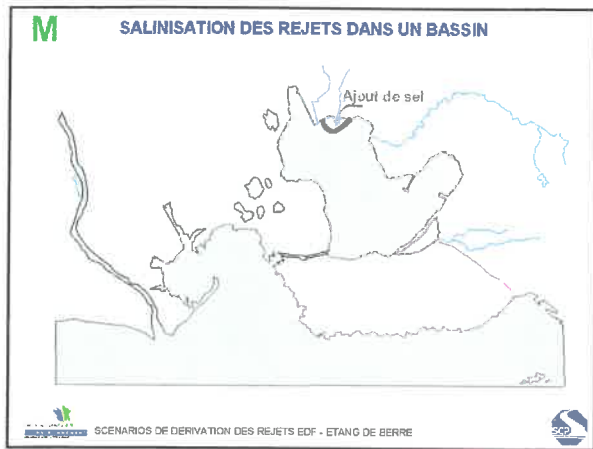 M
SALINISATION DES REJETS DANS UN BASSIN
Ajout de sel
SCENARIOS DE DERIVATION DES REJETS EDF - ETANG DE BERRE
SCP